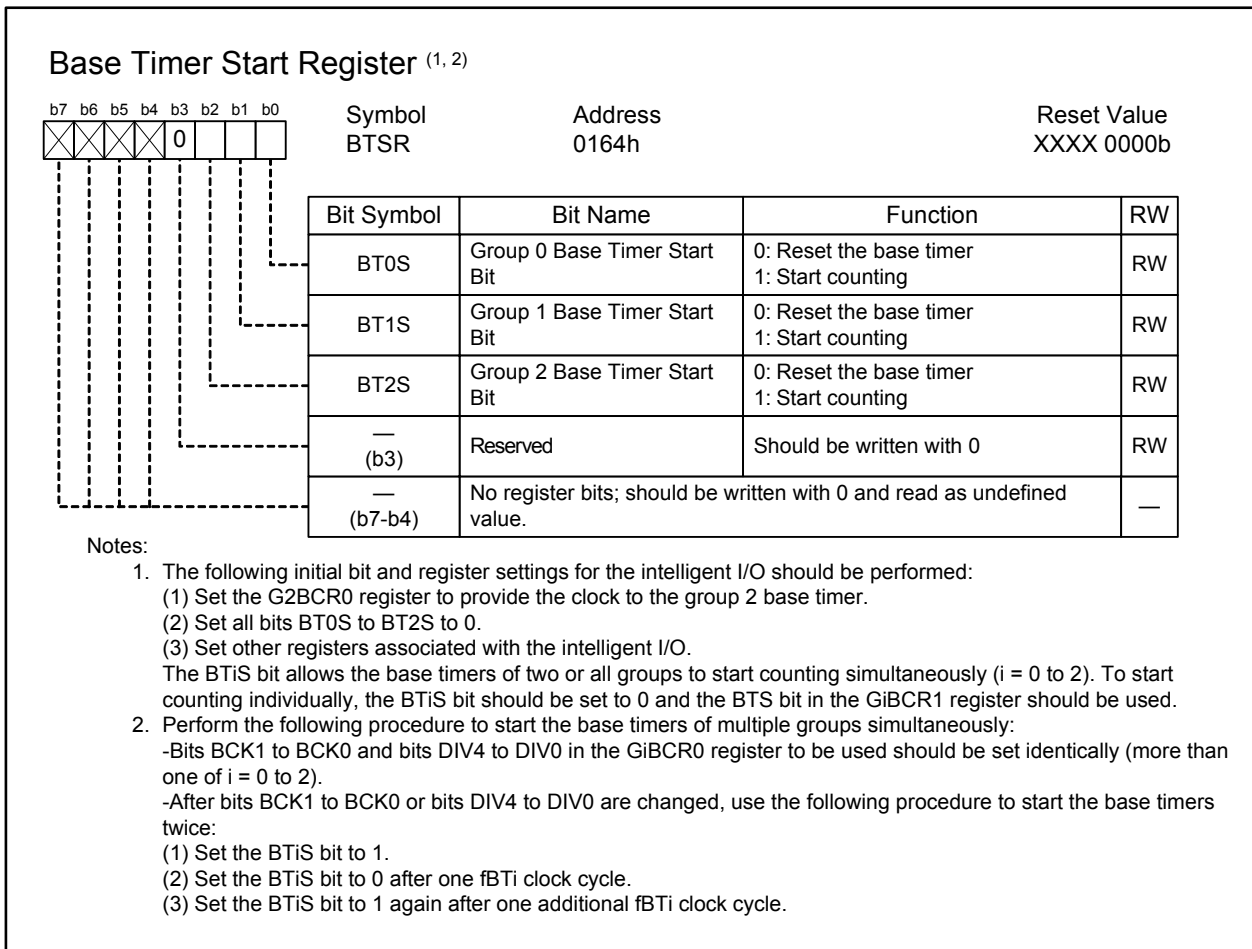 Base Timer Start Register (1, 2)
b7 b6 b5 b4 b3 b2 b1 b0
0
Symbol Address Reset Value
BTSR 0164h XXXX 0000b
Bit Symbol Bit Name Function RW
BT0S Group 0 Base Timer Start Bit 0: Reset the base timer RW
1: Start counting
BT1S Group 1 Base Timer Start Bit 0: Reset the base timer RW
1: Start counting
BT2S Group 2 Base Timer Start Bit 0: Reset the base timer RW
1: Start counting
— (b3) Reserved Should be written with 0 RW
— (b7-b4) No register bits; should be written with 0 and read as undefined value. —
Notes:
1. The following initial bit and register settings for the intelligent I/O should be performed:
(1) Set the G2BCR0 register to provide the clock to the group 2 base timer.
(2) Set all bits BT0S to BT2S to 0.
(3) Set other registers associated with the intelligent I/O.
The BTiS bit allows the base timers of two or all groups to start counting simultaneously (i = 0 to 2). To start
counting individually, the BTiS bit should be set to 0 and the BTS bit in the GiBCR1 register should be used.
2. Perform the following procedure to start the base timers of multiple groups simultaneously:
-Bits BCK1 to BCK0 and bits DIV4 to DIV0 in the GiBCR0 register to be used should be set identically (more than
one of i = 0 to 2).
-After bits BCK1 to BCK0 or bits DIV4 to DIV0 are changed, use the following procedure to start the base timers
twice:
(1) Set the BTiS bit to 1.
(2) Set the BTiS bit to 0 after one fBTi clock cycle.
(3) Set the BTiS bit to 1 again after one additional fBTi clock cycle.